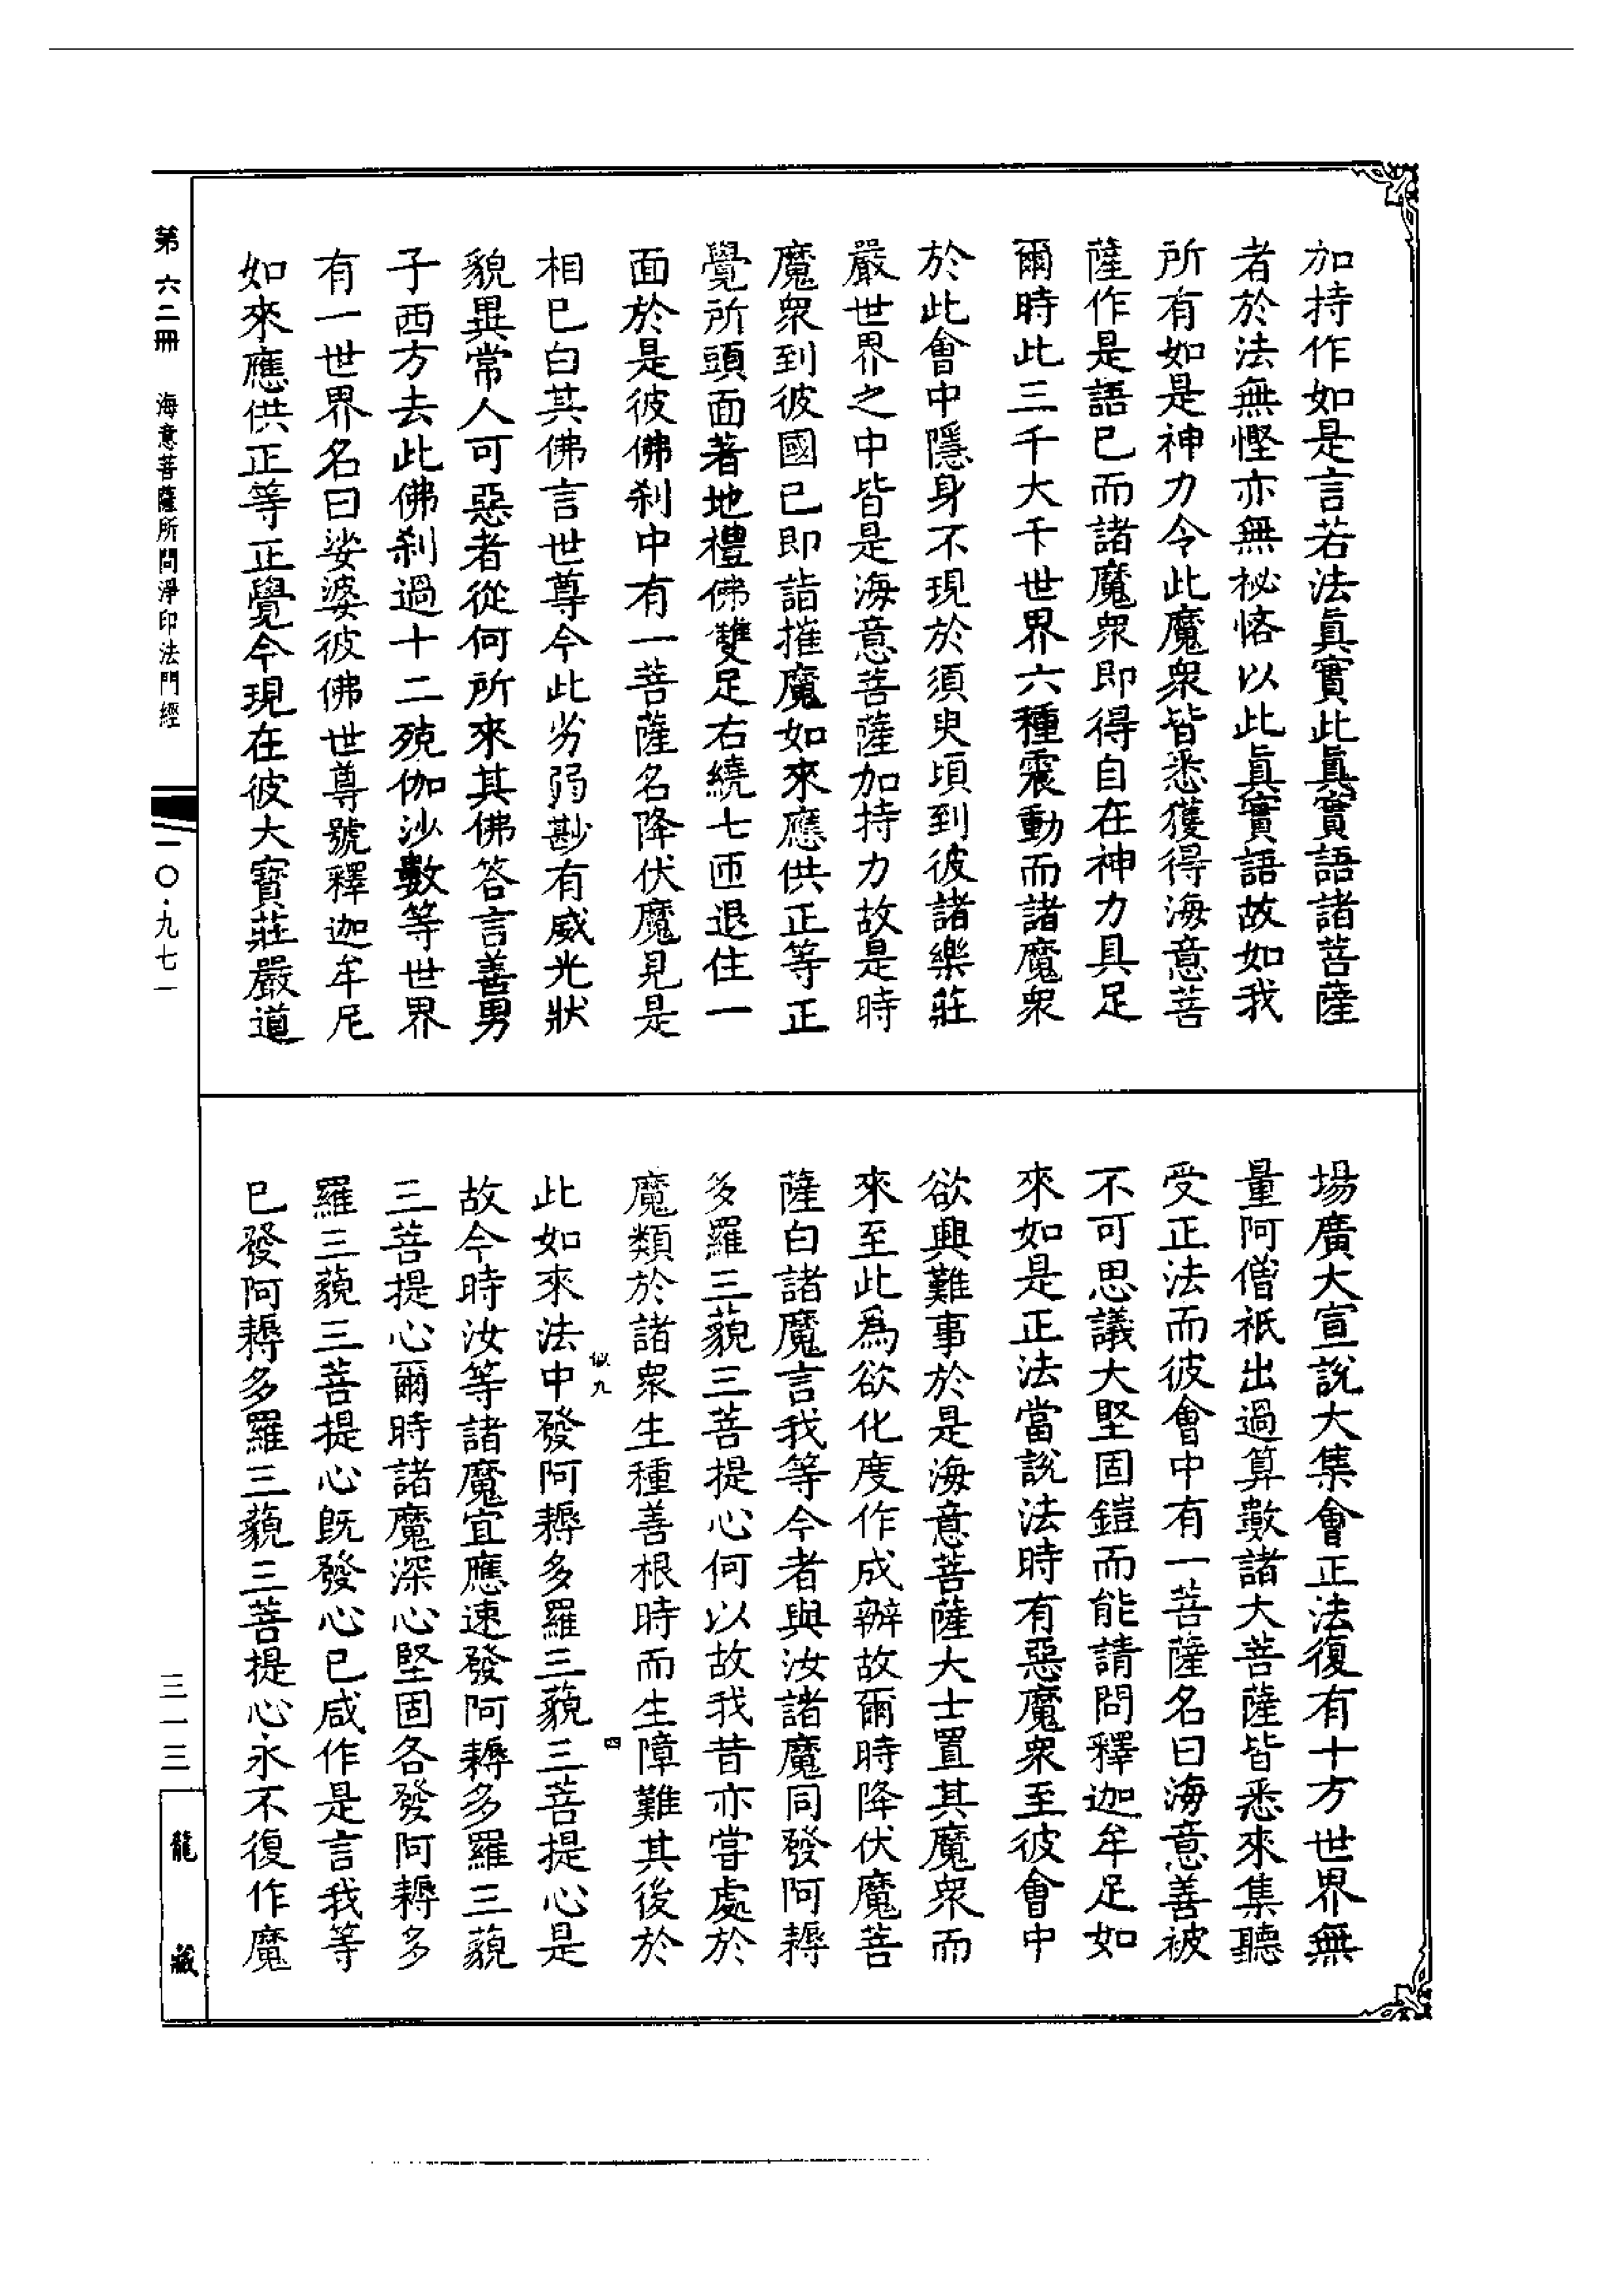 加持作如是言若法眞實此眞實語諸菩薩
者於法無慳亦無祕悋以此眞實語故如我
所有如是神力令此魔衆皆悉獲得海意菩
薩作是語已而諸魔衆即得自在神力具足
爾時此三千大千世界六種震動而諸魔衆
於此會中隱身不現於須臾頃到彼諸樂莊
嚴世界之中皆是海意菩薩加持力故是時
魔衆到彼國已即詣摧魔如來應供正等正
覺所頭面著地禮佛雙足右繞七匝退住一
面於是彼佛刹中有一菩薩名降伏魔見是
相已白其佛言世尊今此劣弱尠有威光狀
貌異常人可惡者從何所來其佛答言善男
子西方去此佛刹過十二殑伽沙數等世界
有一世界名曰娑婆彼佛世尊號釋迦牟尼
如來應供正等正覺今現在彼大寶莊嚴道
場廣大宣說大集會正法復有十方世界無
量阿僧祇出過算數諸大菩薩皆悉來集聽
受正法而彼會中有一菩薩名曰海意善被
不可思議大堅固鎧而能請問釋迦牟尼如
來如是正法當說法時有惡魔衆至彼會中
欲興難事於是海意菩薩大士置其魔衆而
來至此爲欲化度作成辦故爾時降伏魔菩
薩白諸魔言我等今者與汝諸魔同發阿耨
多羅三藐三菩提心何以故我昔亦嘗處於
魔類於諸衆生種善根時而生障難其後於
似九
四
此如來法中發阿耨多羅三藐三菩提心是
故今時汝等諸魔宜應速發阿耨多羅三藐
三菩提心爾時諸魔深心堅固各發阿耨多
羅三藐三菩提心既發心已咸作是言我等
已發阿耨多羅三藐三菩提心永不復作魔
第六二冊　海意菩薩所問淨印法門經
一〇·九七一
三一三
龍藏